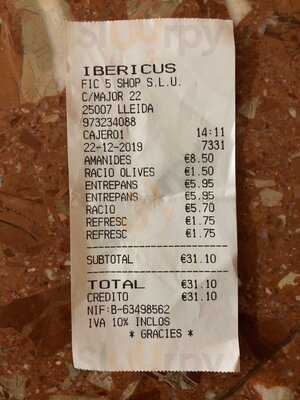 IBERICUS
FIC 5 SHOP S.L.U.
C/MAJOR 22
25007 LLEIDA
973234088
CAJERO1 14:11
22-12-2019 7331
AMANIDES €8.50
RACIO OLIVES €1.50
ENTREPANS €5.95
ENTREPANS €5.95
RACIO €5.70
REFRESC €1.75
REFRESC €1.75
SUBTOTAL €31.10
TOTAL €31.10
CREDITO €31.10
NIF:B-63498562
IVA 10% INCLOS
* GRACIES *